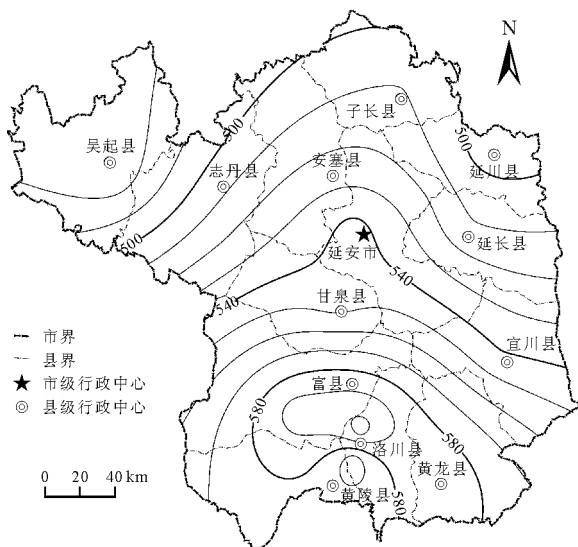 N
子长县
吴起县
500
500
安塞县
延川县
志丹县
500
延长县
延安市
540
540
甘泉县
宜川县
市界
县界
市级行政中心
县级行政中心
富县
580
580
洛川县
黄龙县
黄陵县
580
0 20 40 km